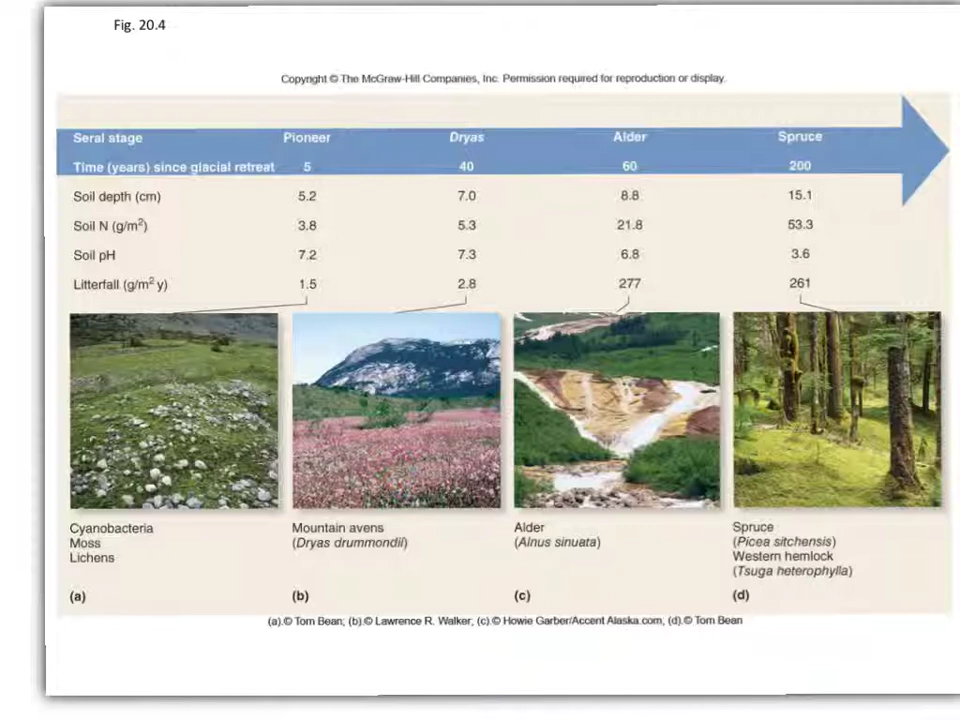 Fig. 20.4
Copyright © The McGraw-Hill Companies, Inc. Permission required for reproduction or display.
Seral stage Pioneer Dryas Alder Spruce
Time (years) since glacial retreat 5 40 60 200
Soil depth (cm) 5.2 7.0 8.8 15.1
Soil N (g/m²) 3.8 5.3 21.8 53.3
Soil pH 7.2 7.3 6.8 3.6
Litterfall (g/m² y) 1.5 2.8 277 261
Cyanobacteria Mountain avens Alder Spruce
Moss (Dryas drummondii) (Alnus sinuata) (Picea sitchensis)
Lichens Western hemlock
(Tsuga heterophylla)
(a) (b) (c) (d)
(a).© Tom Bean; (b).© Lawrence R. Walker; (c).© Howie Garber/Accent Alaska.com; (d).© Tom Bean